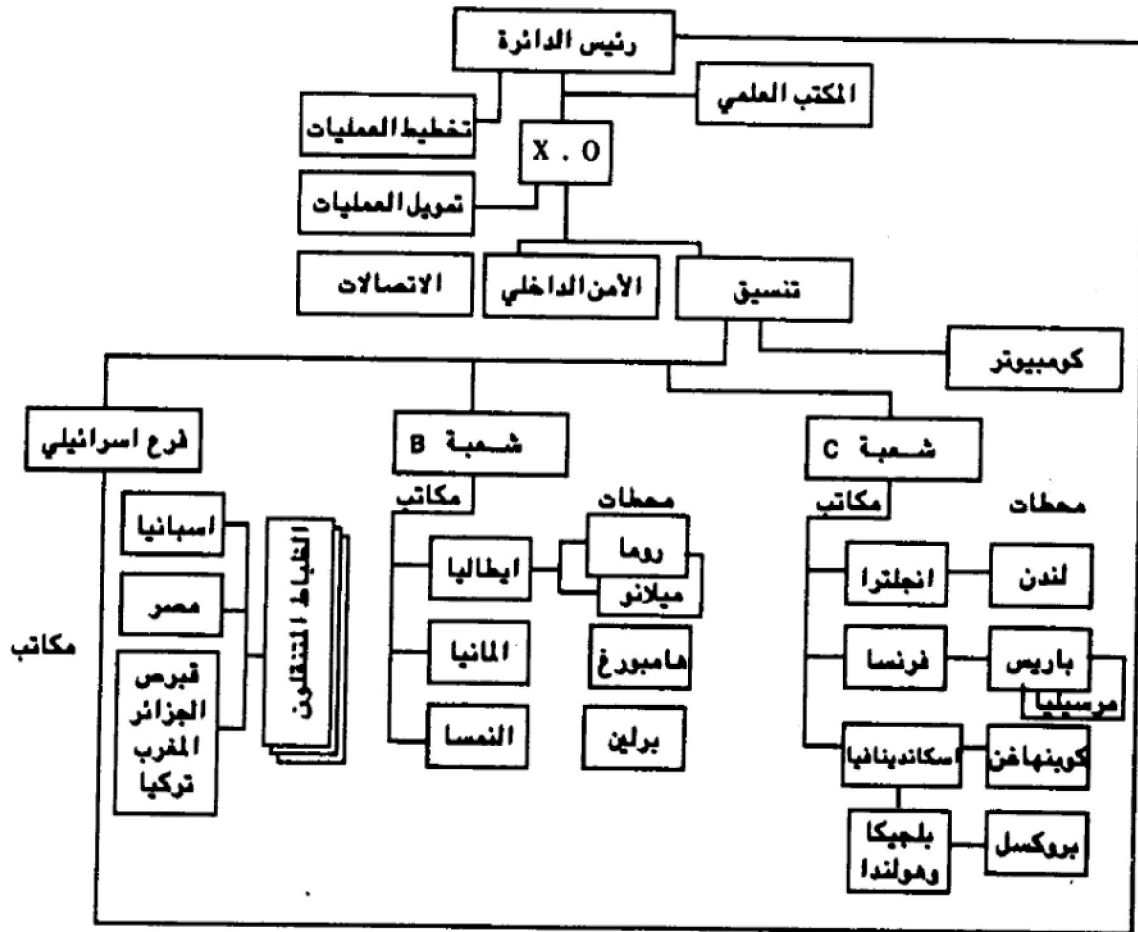 رئيس الدائرة
المكتب العلمي
تخطيط العمليات
X . O
تمويل العمليات
تنسيق
الأمن الداخلي
الاتصالات
كومبيوتر
شعبة C
شعبة B
فرع اسرائيلي
محطات
مكاتب
انجلترا
لندن
فرنسا
باريس
مرسيليا
اسكاندينافيا
كوبنهاغن
بلجيكا
وهولندا
بروكسل
مكاتب
محطات
ايطاليا
روما
ميلانو
المانيا
هامبورغ
النمسا
برلين
الظباط المتنقلون
اسبانيا
مصر
قبرص
الجزائر
المغرب
تركيا
مكاتب